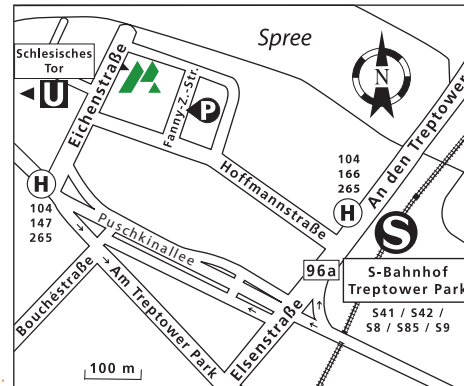 Spree
Schlesisches
Tor
U
Eichenstraße
Fanny-Z.-Str.
P
N
An den Treptower
Hoffmannstraße
104
166
265
H
H
104
147
265
Puschkinallee
S
96a
S-Bahnhof
Treptower Park
S41 / S42 /
S8 / S85 / S9
Bouchéstraße
Am Treptower Park
Elsenstraße
100 m